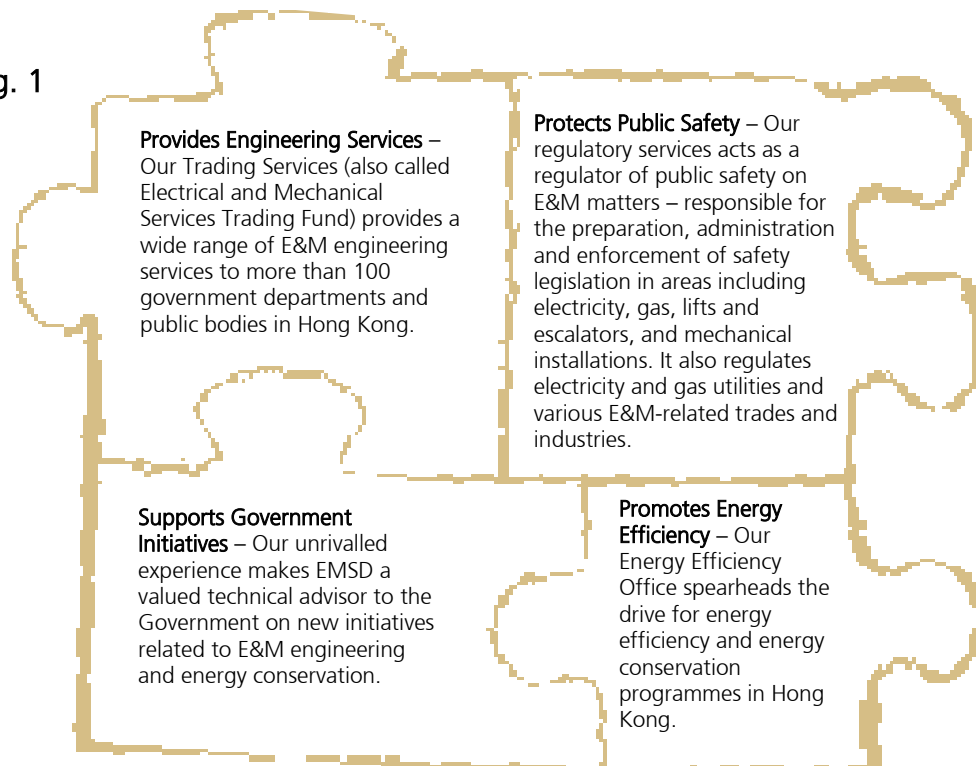 g. 1
Provides Engineering Services –
Our Trading Services (also called
Electrical and Mechanical
Services Trading Fund) provides a
wide range of E&M engineering
services to more than 100
government departments and
public bodies in Hong Kong.
Protects Public Safety – Our
regulatory services acts as a
regulator of public safety on
E&M matters – responsible for
the preparation, administration
and enforcement of safety
legislation in areas including
electricity, gas, lifts and
escalators, and mechanical
installations. It also regulates
electricity and gas utilities and
various E&M-related trades and
industries.
Supports Government
Initiatives – Our unrivalled
experience makes EMSD a
valued technical advisor to the
Government on new initiatives
related to E&M engineering
and energy conservation.
Promotes Energy
Efficiency – Our
Energy Efficiency
Office spearheads the
drive for energy
efficiency and energy
conservation
programmes in Hong
Kong.